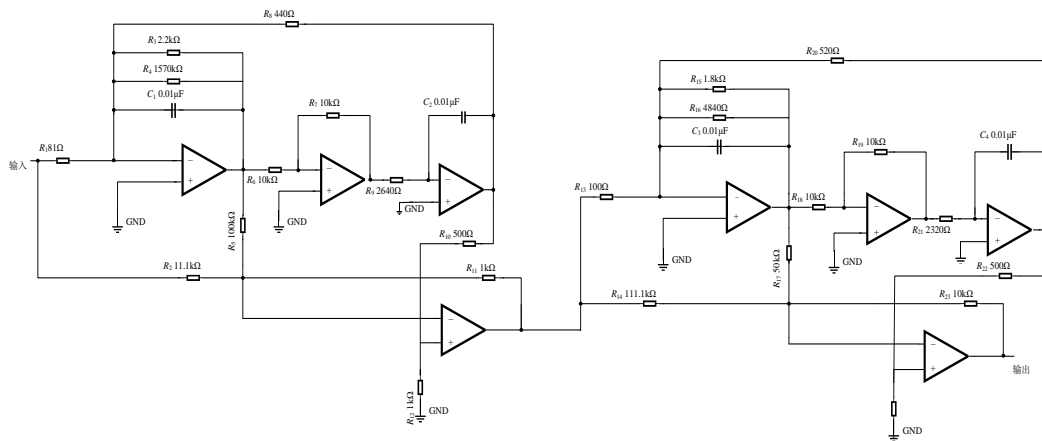 R₈ 440Ω
R₃ 2.2kΩ
R₄ 1570kΩ
C₁ 0.01μF
R₇ 10kΩ
C₂ 0.01μF
输入
R₁81Ω
R₆ 10kΩ
R₉ 2640Ω
GND
GND
GND
R₅ 100kΩ
R₁₀ 500Ω
R₂ 11.1kΩ
R₁₁ 1kΩ
R₁₂ 1kΩ
GND
R₂₀ 520Ω
R₁₅ 1.8kΩ
R₁₆ 4840Ω
C₃ 0.01μF
R₁₉ 10kΩ
C₄ 0.01μF
R₁₃ 100Ω
R₁₈ 10kΩ
R₂₁ 2320Ω
GND
GND
GND
R₁₇ 50kΩ
R₂₂ 500Ω
R₁₄ 111.1kΩ
R₂₃ 10kΩ
输出
GND